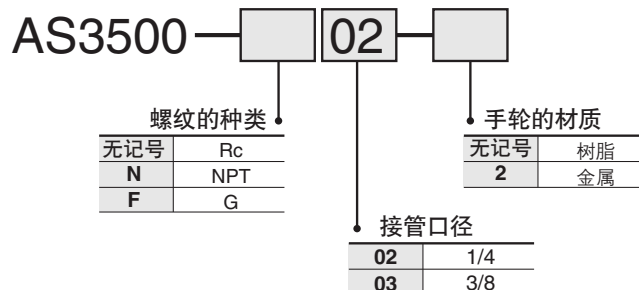 AS3500 — 02 —
螺纹的种类
无记号 Rc
N NPT
F G
手轮的材质
无记号 树脂
2 金属
接管口径
02 1/4
03 3/8